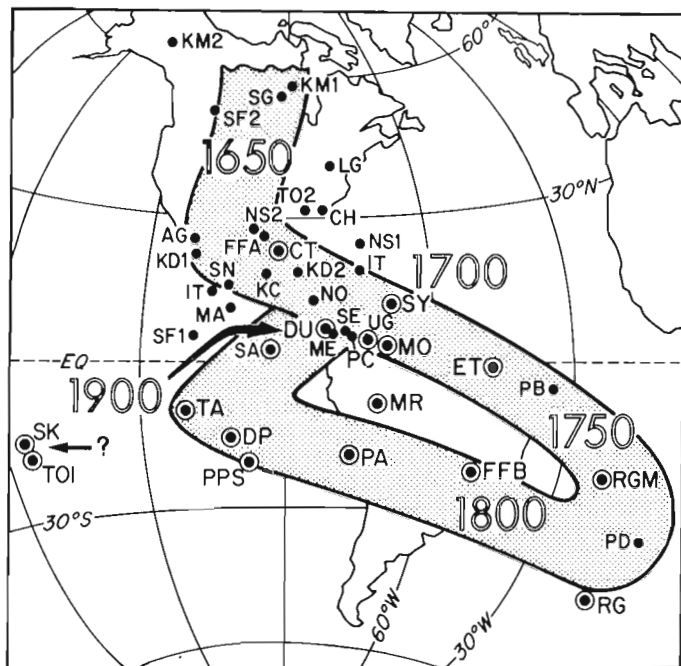 KM2
60°
KM1
SG
SF2
1650
LG
30°N
TO2
CH
NS2
AG
FFA
NS1
CT
KD1
IT
1700
SN
KC
KD2
IT
NO
SY
MA
SF1
DU
SE
UG
EQ
SA
ME
PC
MO
ET
PB
1900
TA
MR
1750
SK
?
DP
TOI
PPS
PA
FFB
RGM
1800
30°S
PD
60°W
30°W
RG